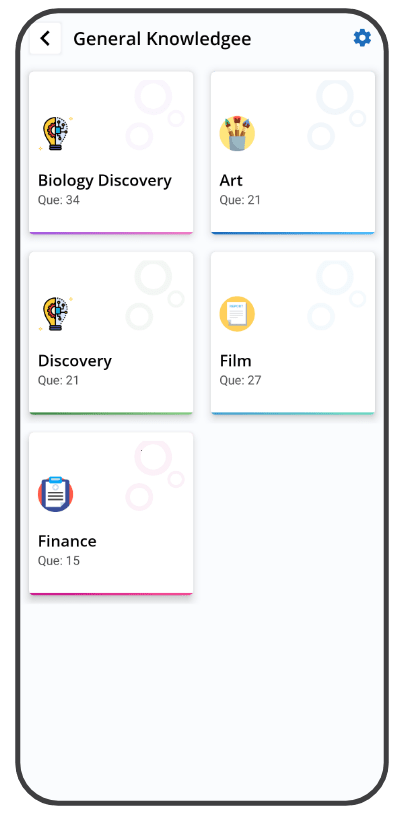 General Knowledgee
Biology Discovery
Que: 34
Art
Que: 21
Discovery
Que: 21
Film
Que: 27
Finance
Que: 15